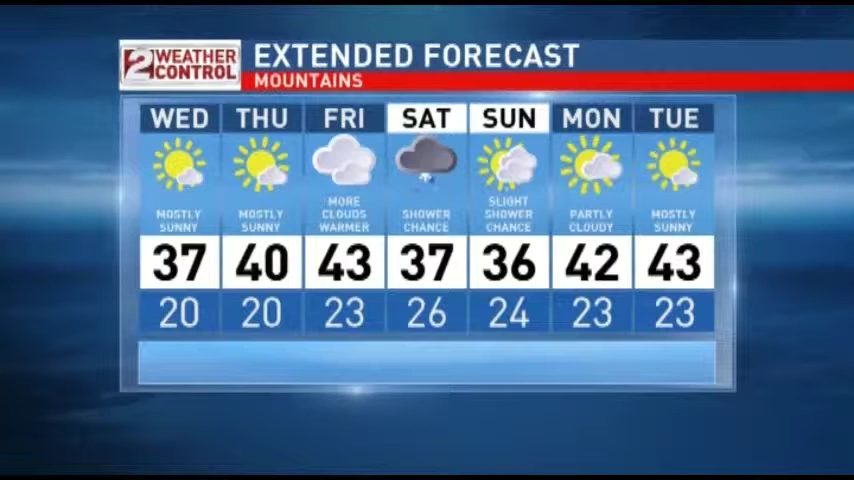 2 WEATHER CONTROL
EXTENDED FORECAST
MOUNTAINS
WED THU FRI SAT SUN MON TUE
MOSTLY SUNNY
MOSTLY SUNNY
MORE CLOUDS WARMER
SHOWER CHANCE
SLIGHT SHOWER CHANCE
PARTLY CLOUDY
MOSTLY SUNNY
37 40 43 37 36 42 43
20 20 23 26 24 23 23